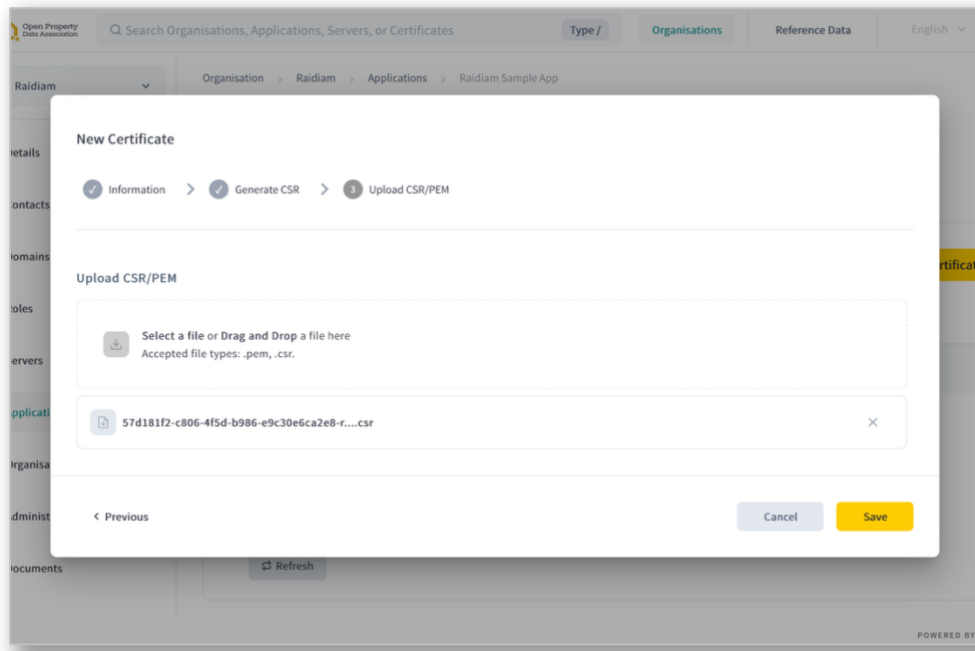 Open Property
Data Association
Search Organisations, Applications, Servers, or Certificates
Type /
Organisations
Reference Data
English
Raidiam
Organisation > Raidiam > Applications > Raidiam Sample App
New Certificate
Information > Generate CSR > 3 Upload CSR/PEM
Upload CSR/PEM
Select a file or Drag and Drop a file here
Accepted file types: .pem, .csr.
57d181f2-c806-4f5d-b986-e9c30e6ca2e8-r....csr
< Previous
Cancel
Save
etails
ontacts
omains
oles
ervers
pplicati
rganisa
dminist
ocuments
rtificat
Refresh
POWERED BY